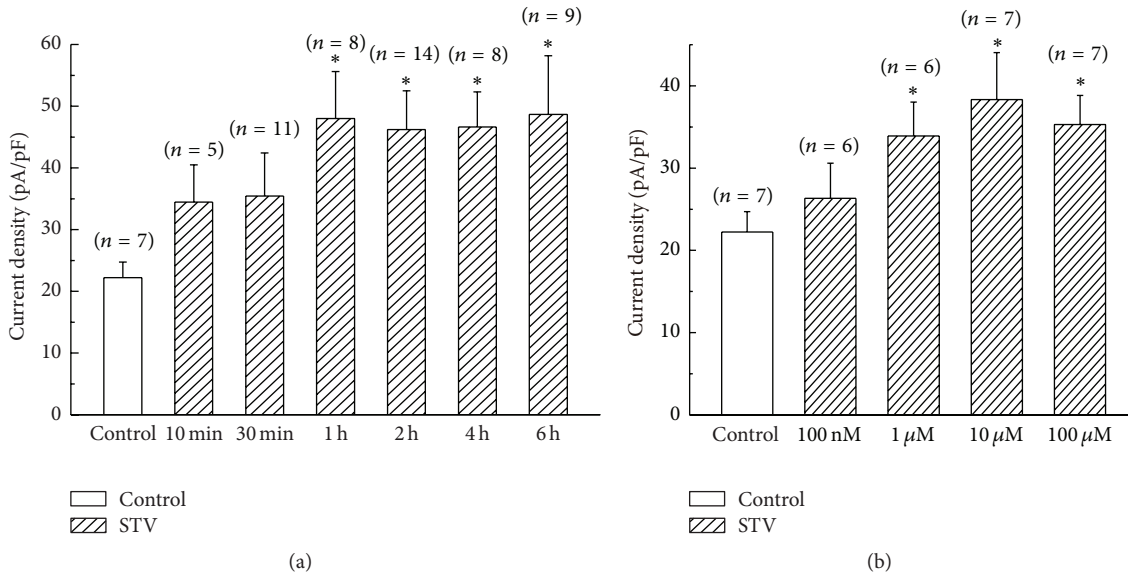 Current density (pA/pF)
60
50
40
30
20
10
0
(n = 7)
(n = 5)
(n = 11)
(n = 8)
*
(n = 14)
*
(n = 8)
*
(n = 9)
*
Control 10 min 30 min 1 h 2 h 4 h 6 h
Control
STV
(a)
Current density (pA/pF)
40
30
20
10
0
(n = 7)
(n = 6)
(n = 6)
*
(n = 7)
*
(n = 7)
*
Control 100 nM 1 μM 10 μM 100 μM
Control
STV
(b)